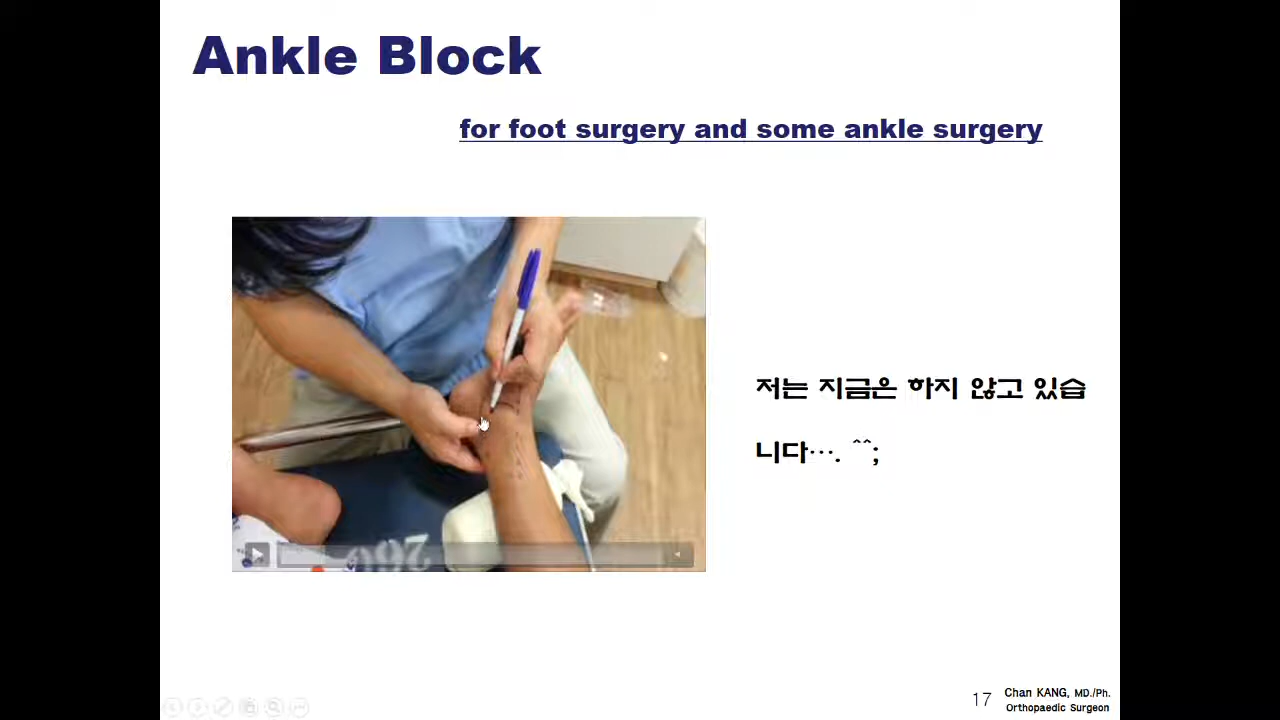 Ankle Block
for foot surgery and some ankle surgery
저는 지금은 하지 않고 있습
니다…. ^^;
260
17
Chan KANG, MD./Ph.
Orthopaedic Surgeon